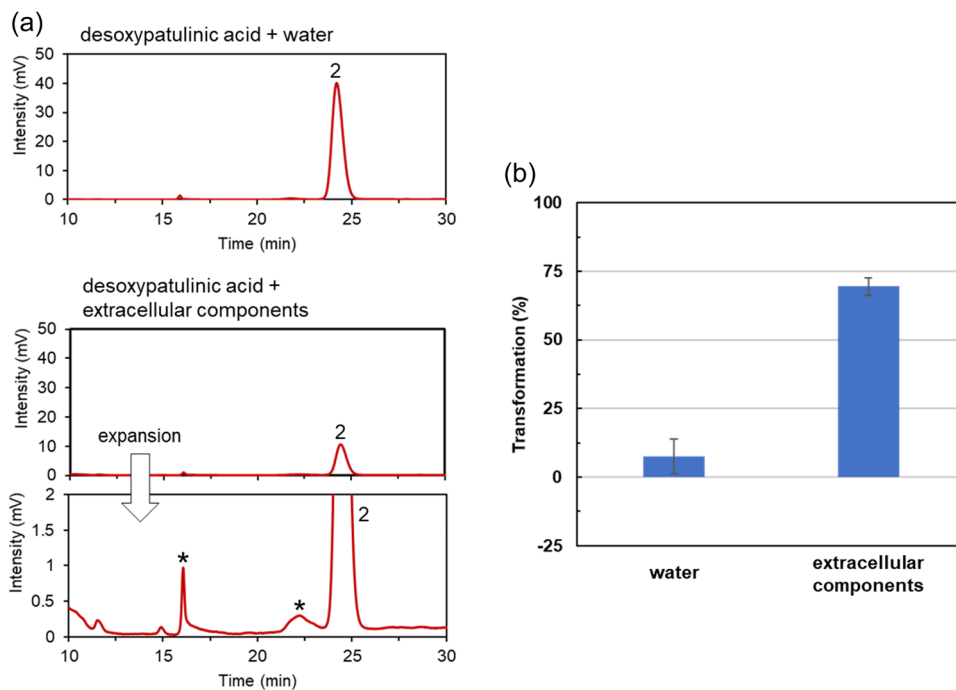 (a)
desoxypatulinic acid + water
Intensity (mV)
50
40
30
20
10
0
2
10 15 20 25 30
Time (min)
desoxypatulinic acid +
extracellular components
Intensity (mV)
50
40
30
20
10
0
expansion
2
Intensity (mV)
2
1.5
1
0.5
0
*
*
2
10 15 20 25 30
Time (min)
(b)
Transformation (%)
100
75
50
25
0
-25
water
extracellular
components